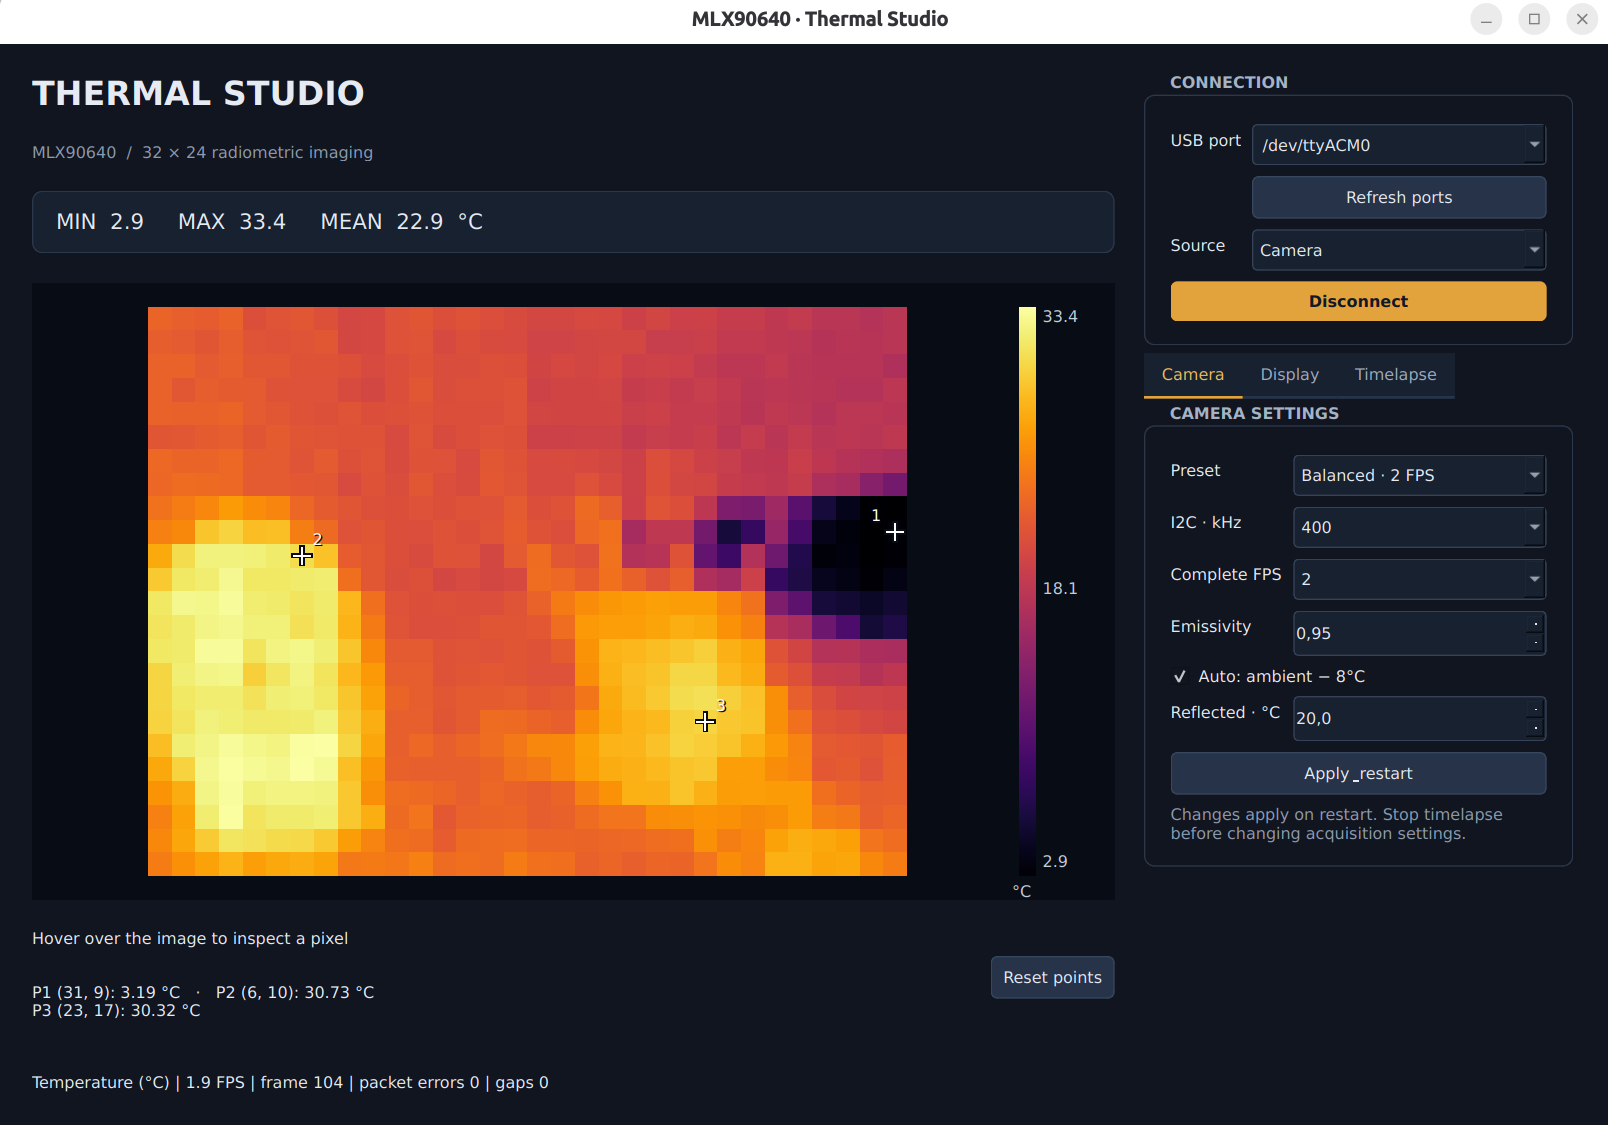 MLX90640 · Thermal Studio
THERMAL STUDIO
MLX90640 / 32 × 24 radiometric imaging
MIN 2.9 MAX 33.4 MEAN 22.9 °C
33.4
18.1
2.9
°C
1
2
3
Hover over the image to inspect a pixel
P1 (31, 9): 3.19 °C · P2 (6, 10): 30.73 °C
P3 (23, 17): 30.32 °C
Reset points
Temperature (°C) | 1.9 FPS | frame 104 | packet errors 0 | gaps 0
CONNECTION
USB port /dev/ttyACM0
Refresh ports
Source Camera
Disconnect
Camera Display Timelapse
CAMERA SETTINGS
Preset Balanced · 2 FPS
I2C · kHz 400
Complete FPS 2
Emissivity 0,95
Auto: ambient − 8°C
Reflected · °C 20,0
Apply _restart
Changes apply on restart. Stop timelapse
before changing acquisition settings.